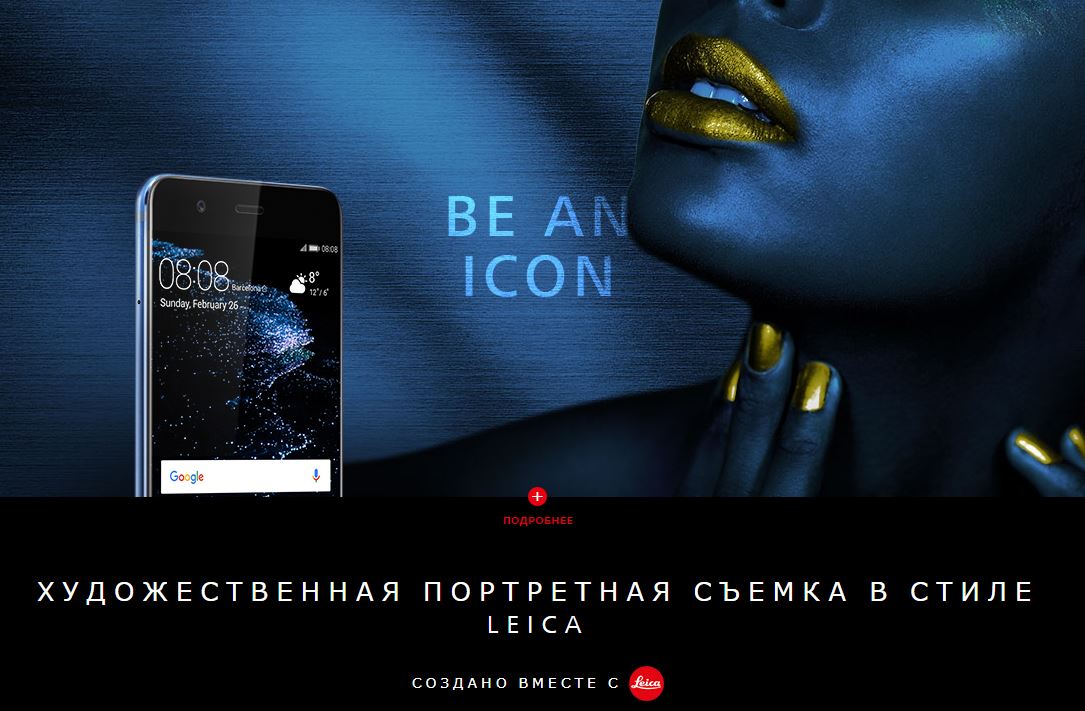 BE AN
ICON
08:08
08:08
Barcelona
8°
12°/6°
Sunday, February 26
Google
ПОДРОБНЕЕ
ХУДОЖЕСТВЕННАЯ ПОРТРЕТНАЯ СЪЕМКА В СТИЛЕ
LEICA
СОЗДАНО ВМЕСТЕ С Leica